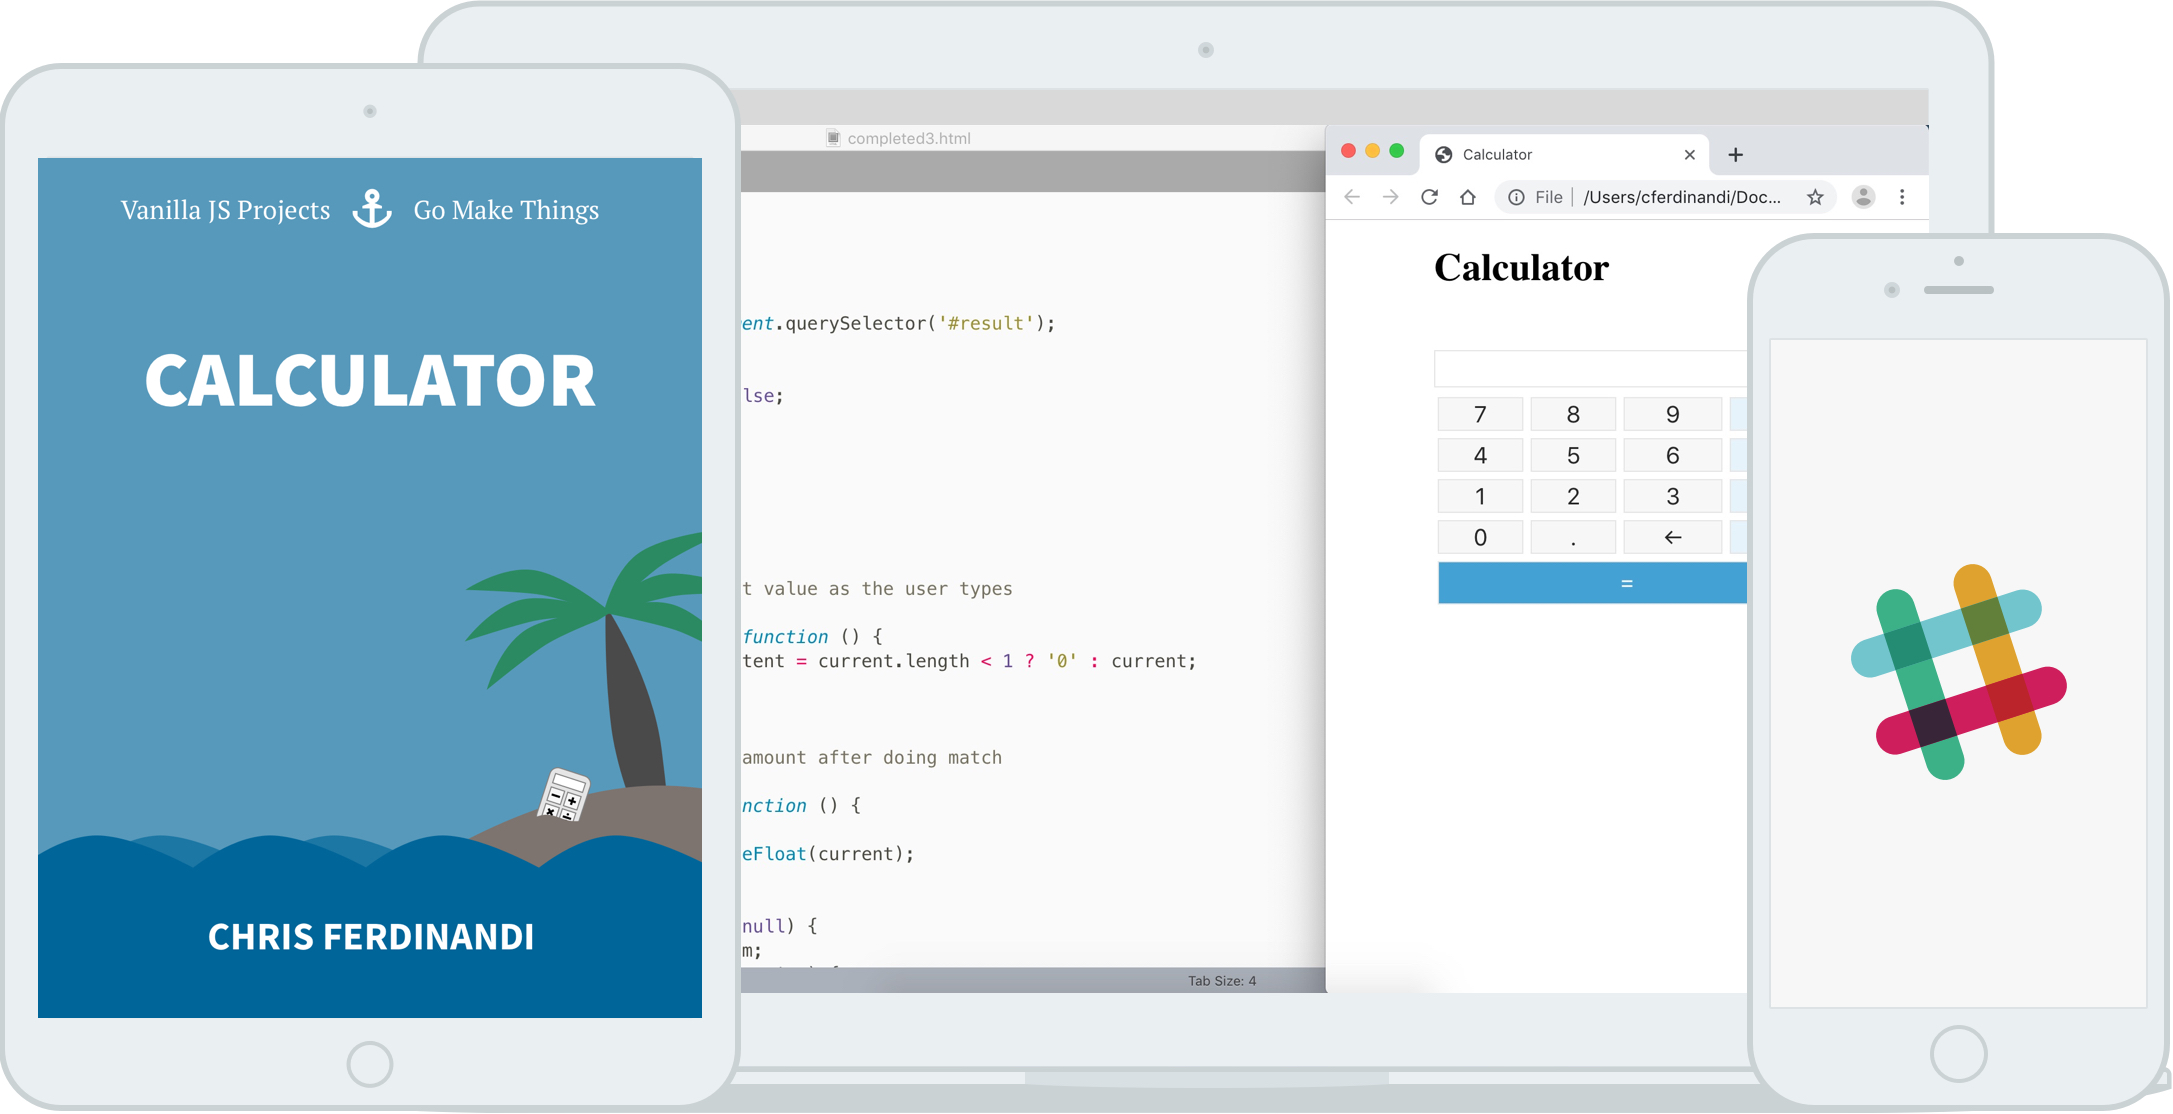 Vanilla JS Projects Go Make Things
CALCULATOR
CHRIS FERDINANDI
completed3.html
ent.querySelector('#result');
lse;
t value as the user types
function () {
tent = current.length < 1 ? '0' : current;
amount after doing match
nction () {
eFloat(current);
null) {
m;
Tab Size: 4
Calculator
File | /Users/cferdinandi/Doc...
Calculator
7 8 9
4 5 6
1 2 3
0 . ←
=